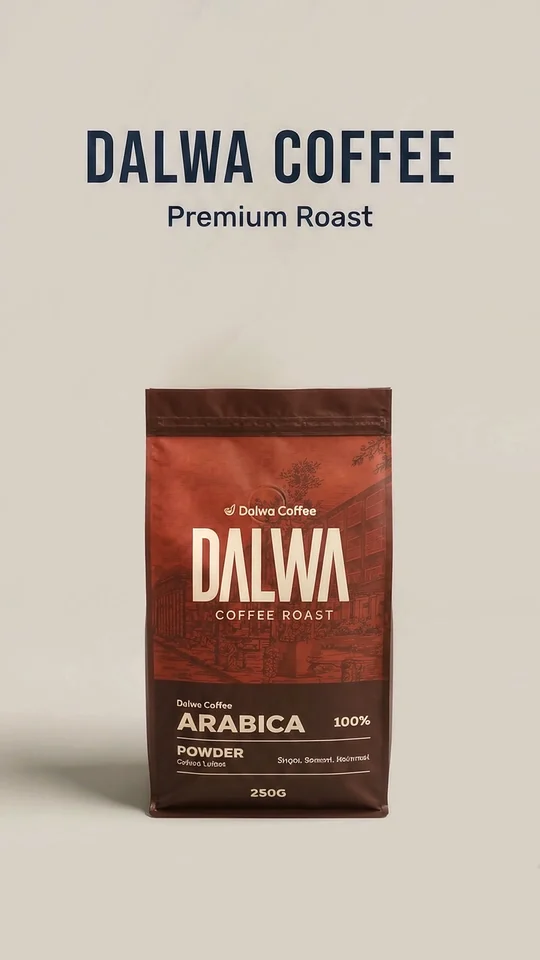 DALWA COFFEE
Premium Roast
Dalwa Coffee
DALWA
COFFEE ROAST
Dalwa Coffee
ARABICA 100%
POWDER
250G